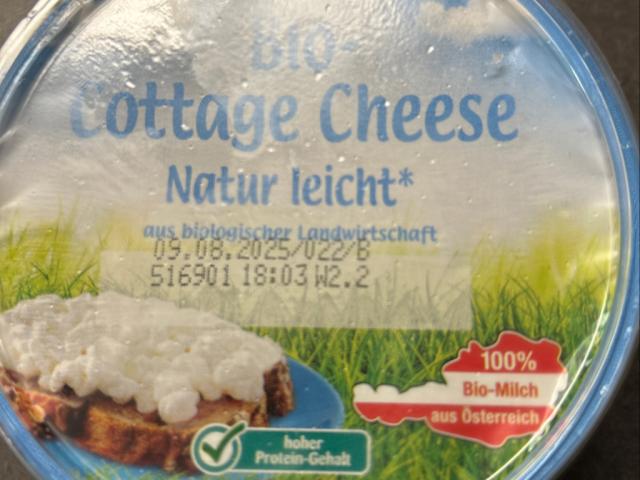 Bio-
Cottage Cheese
Natur leicht*
aus biologischer Landwirtschaft
09.08.2025/022/B
516901 18:03 W2.2
100%
Bio-Milch
aus Österreich
hoher
Protein-Gehalt